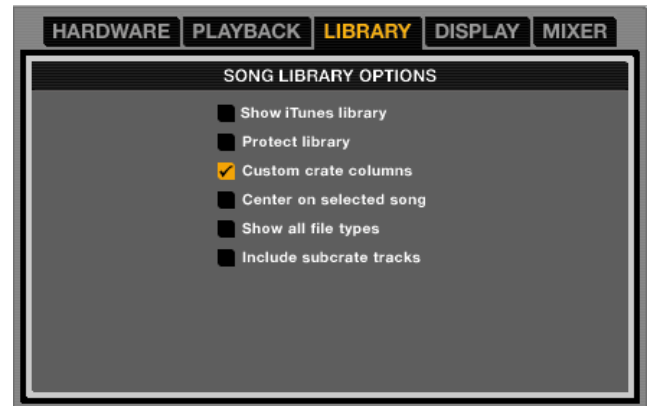 HARDWARE PLAYBACK LIBRARY DISPLAY MIXER
SONG LIBRARY OPTIONS
Show iTunes library
Protect library
Custom crate columns
Center on selected song
Show all file types
Include subcrate tracks